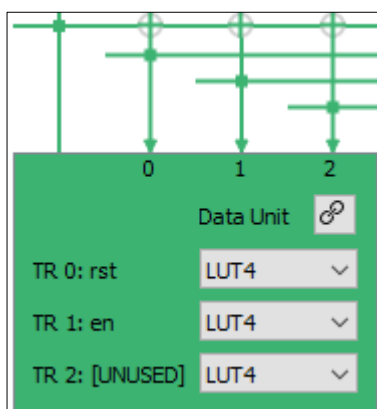 0 1 2
Data Unit
TR 0: rst LUT4
TR 1: en LUT4
TR 2: [UNUSED] LUT4